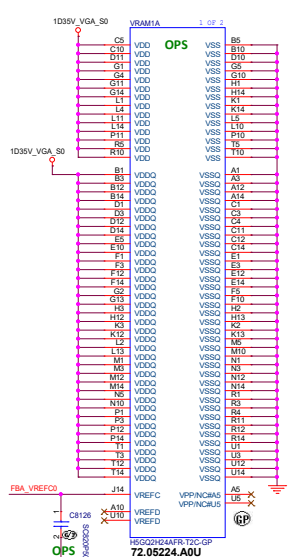 1D35V_VGA_S0
VRAM1A 1 OF 2
OPS
C5 VDD VSS B5
C10 VDD VSS B10
D11 VDD VSS D10
G1 VDD VSS G5
G4 VDD VSS G10
G11 VDD VSS H1
G14 VDD VSS H14
L1 VDD VSS K1
L4 VDD VSS K14
L11 VDD VSS L5
L14 VDD VSS L10
P11 VDD VSS P10
R5 VDD VSS T5
R10 VDD VSS T10
1D35V_VGA_S0
B1 VDDQ VSSQ A1
B3 VDDQ VSSQ A3
B12 VDDQ VSSQ A12
B14 VDDQ VSSQ A14
D1 VDDQ VSSQ C1
D3 VDDQ VSSQ C3
D12 VDDQ VSSQ C4
D14 VDDQ VSSQ C11
E5 VDDQ VSSQ C12
E10 VDDQ VSSQ C14
F1 VDDQ VSSQ E1
F3 VDDQ VSSQ E3
F12 VDDQ VSSQ E12
F14 VDDQ VSSQ E14
G2 VDDQ VSSQ F5
G13 VDDQ VSSQ F10
H3 VDDQ VSSQ H2
H12 VDDQ VSSQ H13
K3 VDDQ VSSQ K2
K12 VDDQ VSSQ K13
L2 VDDQ VSSQ M5
L13 VDDQ VSSQ M10
M1 VDDQ VSSQ N1
M3 VDDQ VSSQ N3
M12 VDDQ VSSQ N12
M14 VDDQ VSSQ N14
N5 VDDQ VSSQ R1
N10 VDDQ VSSQ R3
P1 VDDQ VSSQ R4
P3 VDDQ VSSQ R11
P12 VDDQ VSSQ R12
P14 VDDQ VSSQ R14
T1 VDDQ VSSQ U1
T3 VDDQ VSSQ U3
T12 VDDQ VSSQ U12
T14 VDDQ VSSQ U14
FBA_VREFC0 J14 VREFC VPP/NC#A5 A5
VPP/NC#U5 U5
A10 VREFD
U10 VREFD
GP
1 C8126
2
OPS
H5GQ2H24AFR-T2C-GP
72.05224.A0U